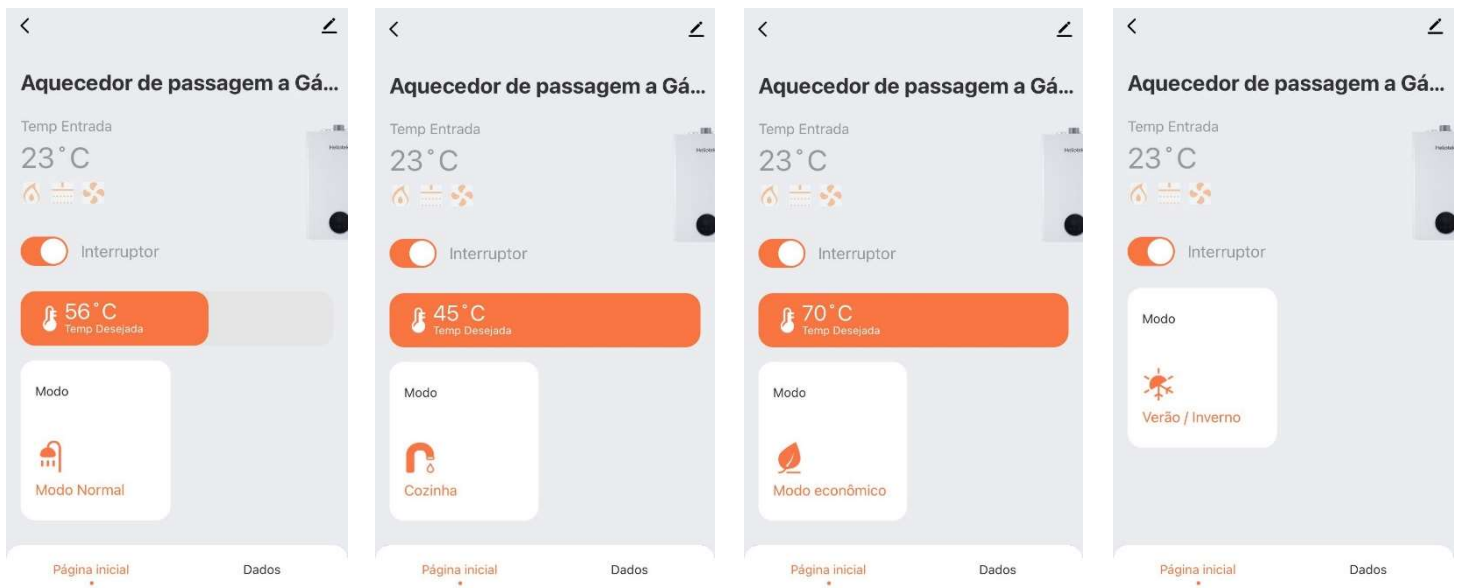 Aquecedor de passagem a Gá...
Temp Entrada
23°C
Interruptor
56°C
Temp Desejada
Modo
Modo Normal
Página inicial
Dados
Aquecedor de passagem a Gá...
Temp Entrada
23°C
Interruptor
45°C
Temp Desejada
Modo
Cozinha
Página inicial
Dados
Aquecedor de passagem a Gá...
Temp Entrada
23°C
Interruptor
70°C
Temp Desejada
Modo
Modo econômico
Página inicial
Dados
Aquecedor de passagem a Gá...
Temp Entrada
23°C
Interruptor
Modo
Verão / Inverno
Página inicial
Dados